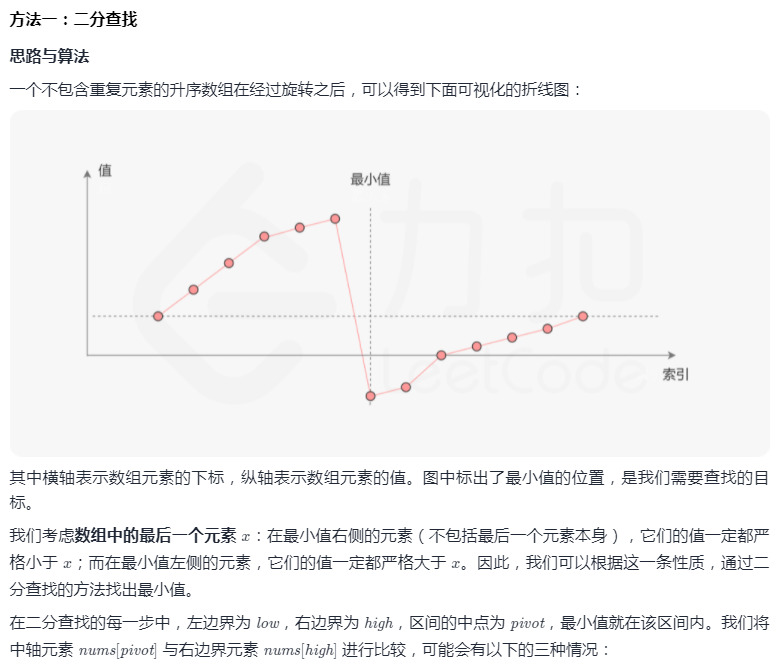 方法一：二分查找
思路与算法
一个不包含重复元素的升序数组在经过旋转之后，可以得到下面可视化的折线图：
值
最小值
力扣
LeetCode
索引
其中横轴表示数组元素的下标，纵轴表示数组元素的值。图中标出了最小值的位置，是我们需要查找的目
标。
我们考虑数组中的最后一个元素 x：在最小值右侧的元素（不包括最后一个元素本身），它们的值一定都严
格小于 x；而在最小值左侧的元素，它们的值一定都严格大于 x。因此，我们可以根据这一条性质，通过二
分查找的方法找出最小值。
在二分查找的每一步中，左边界为 low，右边界为 high，区间的中点为 pivot，最小值就在该区间内。我们将
中轴元素 nums[pivot] 与右边界元素 nums[high] 进行比较，可能会有以下的三种情况：